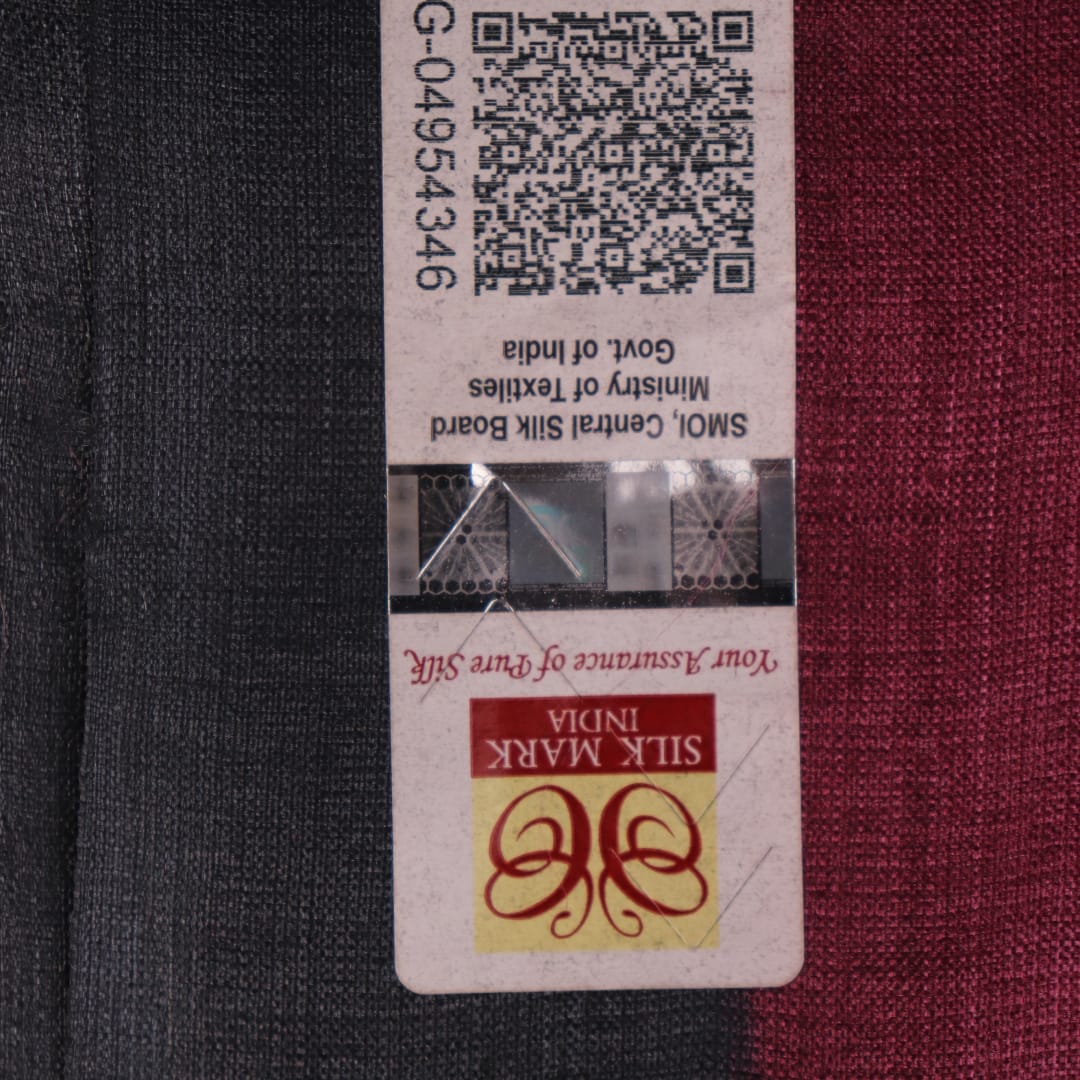 SILK MARK
INDIA
Your Assurance of Pure Silk
SMOI, Central Silk Board
Ministry of Textiles
Govt. of India
G-04954346